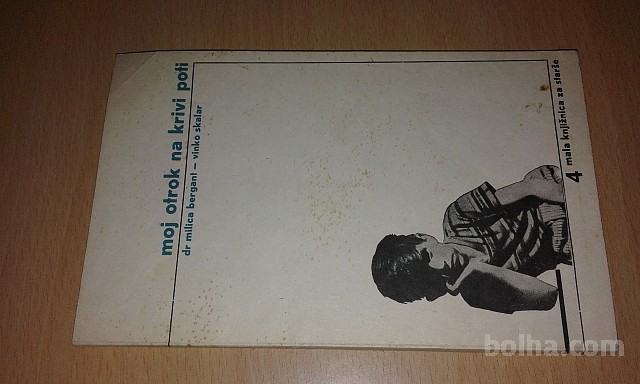 moj otrok na krivi poti
dr milica bergant – vinko skalar
4 mala knjižnica za starše
bolha.com